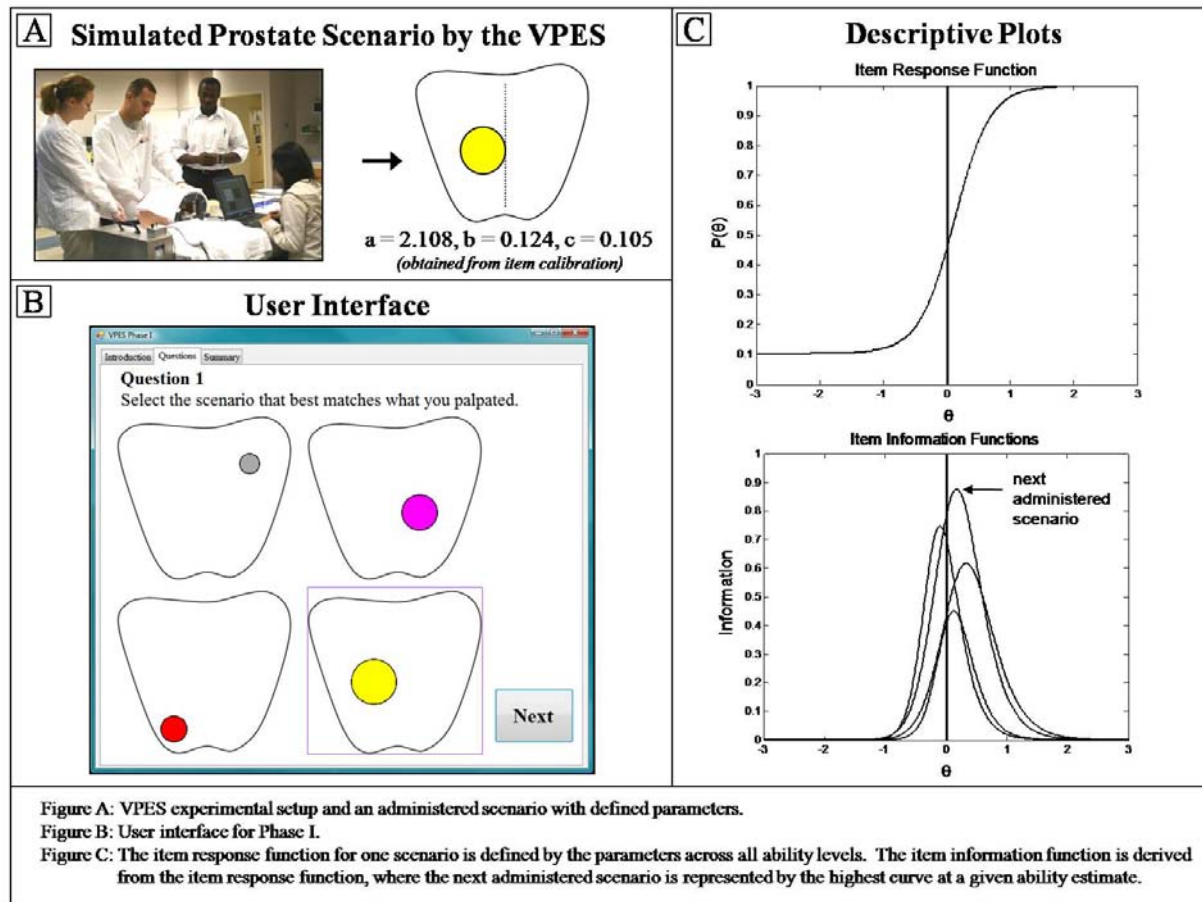 A
Simulated Prostate Scenario by the VPES
a = 2.108, b = 0.124, c = 0.105
(obtained from item calibration)
B
User Interface
VPES Phase I
Introduction Questions Summary
Question 1
Select the scenario that best matches what you palpated.
Next
C
Descriptive Plots
Item Response Function
1
0.9
0.8
0.7
0.6
0.5
0.4
0.3
0.2
0.1
0
P(θ)
-3 -2 -1 0 1 2 3
θ
Item Information Functions
next
administered
scenario
1
0.9
0.8
0.7
0.6
0.5
0.4
0.3
0.2
0.1
0
Information
-3 -2 -1 0 1 2 3
θ
Figure A: VPES experimental setup and an administered scenario with defined parameters.
Figure B: User interface for Phase I.
Figure C: The item response function for one scenario is defined by the parameters across all ability levels. The item information function is derived
from the item response function, where the next administered scenario is represented by the highest curve at a given ability estimate.